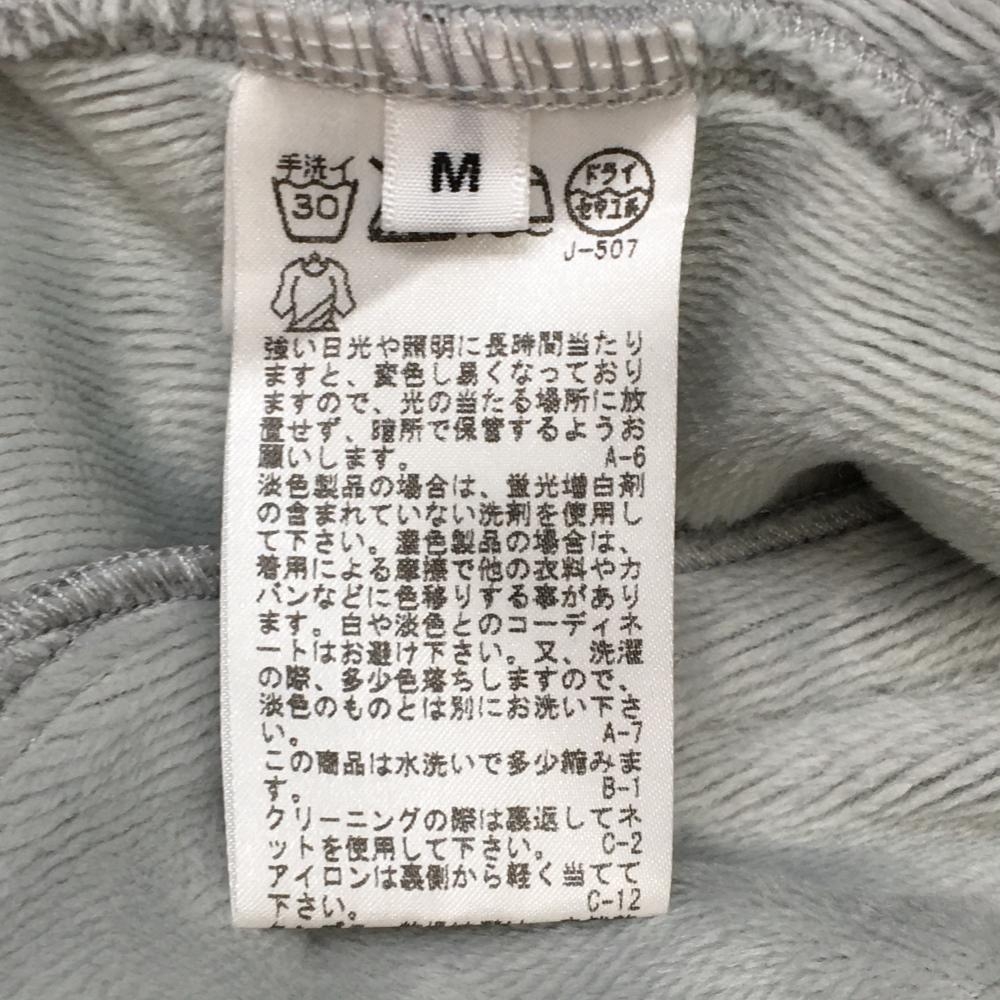 M
手洗イ
30
ドライ
セキユ系
J-507
強い日光や照明に長時間当たり
ますと、変色し易くなっており
ますので、光の当たる場所に放
置せず、暗所で保管するようお
願いします。 A-6
淡色製品の場合は、蛍光増白剤
の含まれていない洗剤を使用し
て下さい。濃色製品の場合は、
着用による摩擦で他の衣料やカ
バンなどに色移りする事があり
ます。白や淡色とのコーディネ
ートはお避け下さい。又、洗濯
の際、多少色落ちしますので、
淡色のものとは別にお洗い下さ
い。 A-7
この商品は水洗いで多少縮みま
す。 B-1
クリーニングの際は裏返してネ
ットを使用して下さい。 C-2
アイロンは裏側から軽く当てて
下さい。 C-12